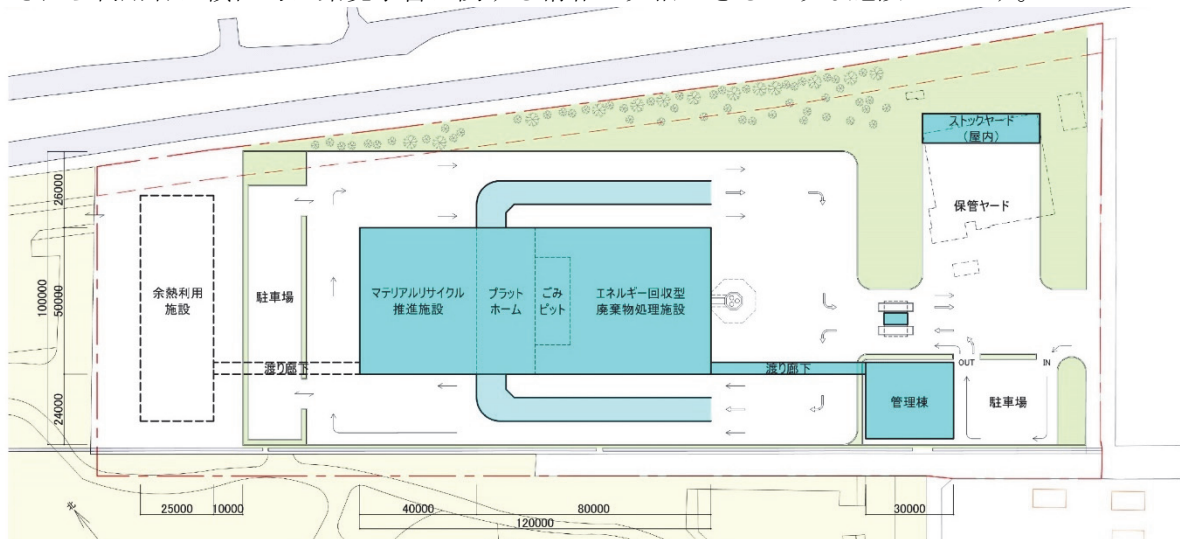 ストックヤード
(屋内)
保管ヤード
余熱利用
施設
駐車場
マテリアルリサイクル
推進施設
プラット
ホーム
ごみ
ピット
エネルギー回収型
廃棄物処理施設
渡り廊下
渡り廊下
OUT
IN
管理棟
駐車場
26000
50000
24000
100000
25000
10000
40000
80000
120000
30000
北